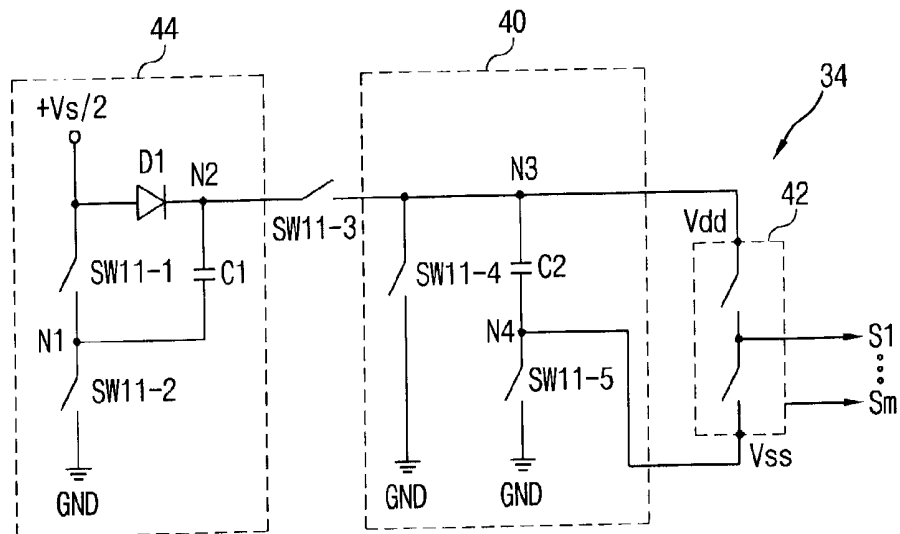 44
40
34
+Vs/2
D1
N2
N3
SW11-3
Vdd
42
SW11-1
C1
SW11-4
C2
N1
N4
S1
SW11-2
SW11-5
Sm
Vss
GND
GND
GND